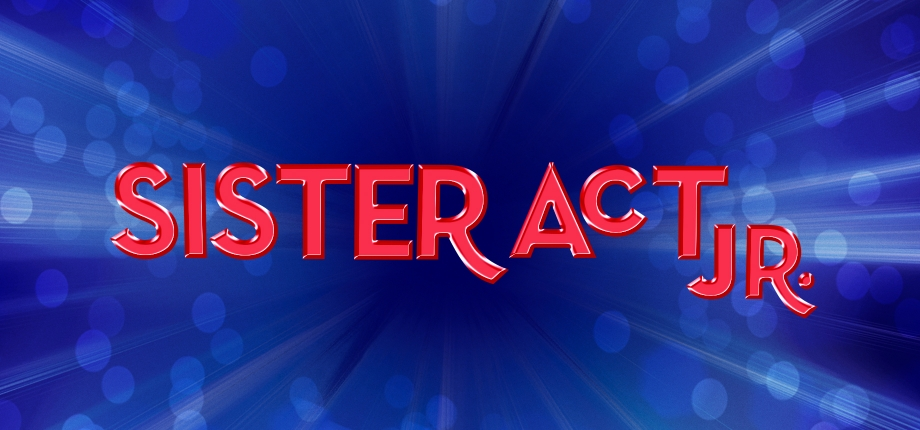 SISTER ACT
JR.